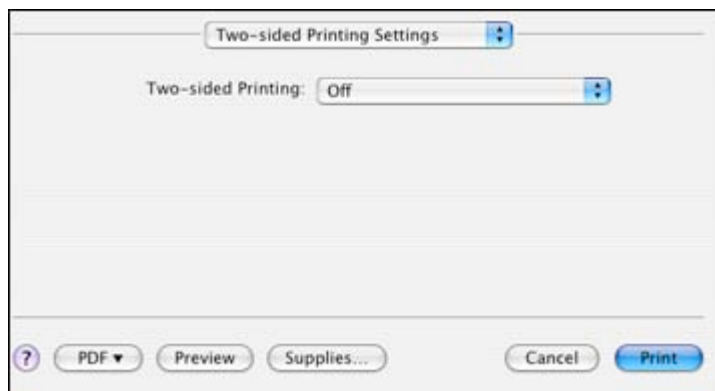 Two-sided Printing Settings
Two-sided Printing: Off
? PDF▼ Preview Supplies... Cancel Print